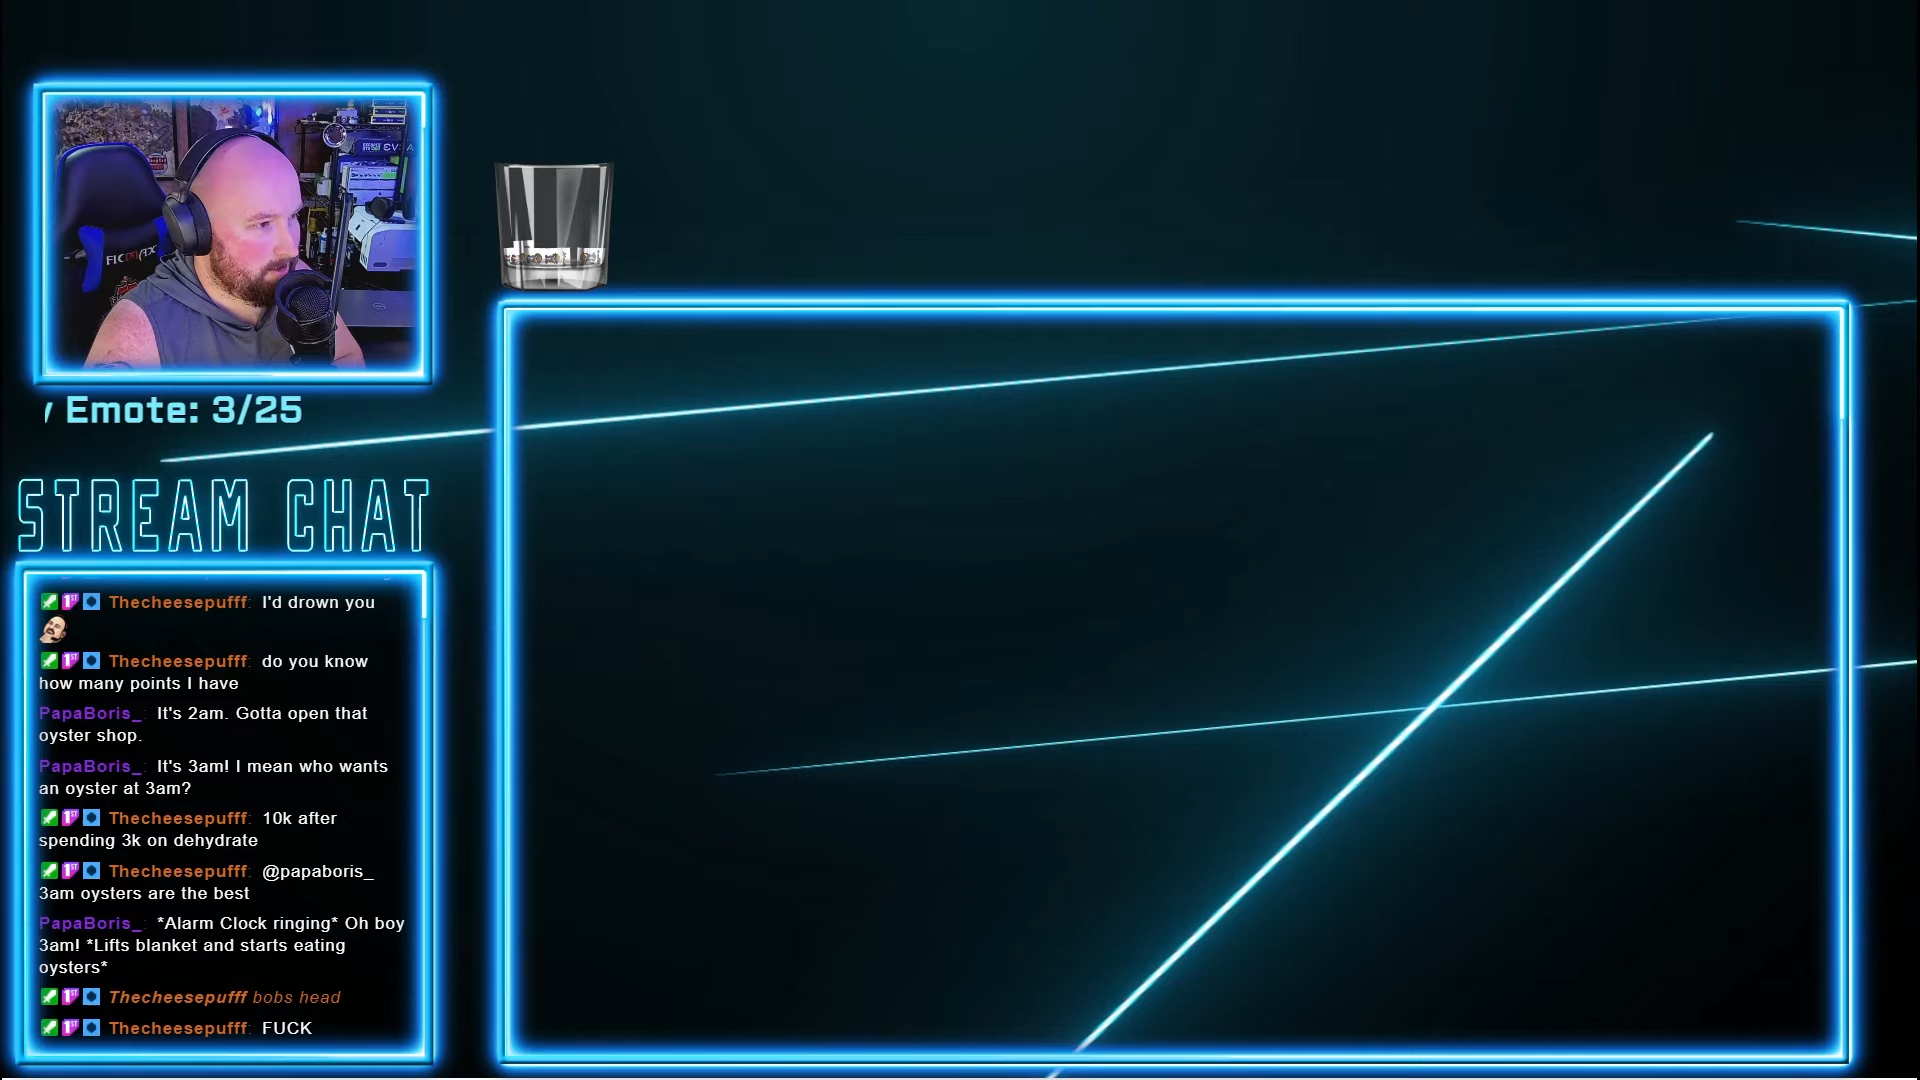 EVGA
FICMAX
Emote: 3/25
STREAM CHAT
Thecheesepufff: I'd drown you
Thecheesepufff: do you know
how many points I have
PapaBoris_: It's 2am. Gotta open that
oyster shop.
PapaBoris_: It's 3am! I mean who wants
an oyster at 3am?
Thecheesepufff: 10k after
spending 3k on dehydrate
Thecheesepufff: @papaboris_
3am oysters are the best
PapaBoris_: *Alarm Clock ringing* Oh boy
3am! *Lifts blanket and starts eating
oysters*
Thecheesepufff bobs head
Thecheesepufff: FUCK